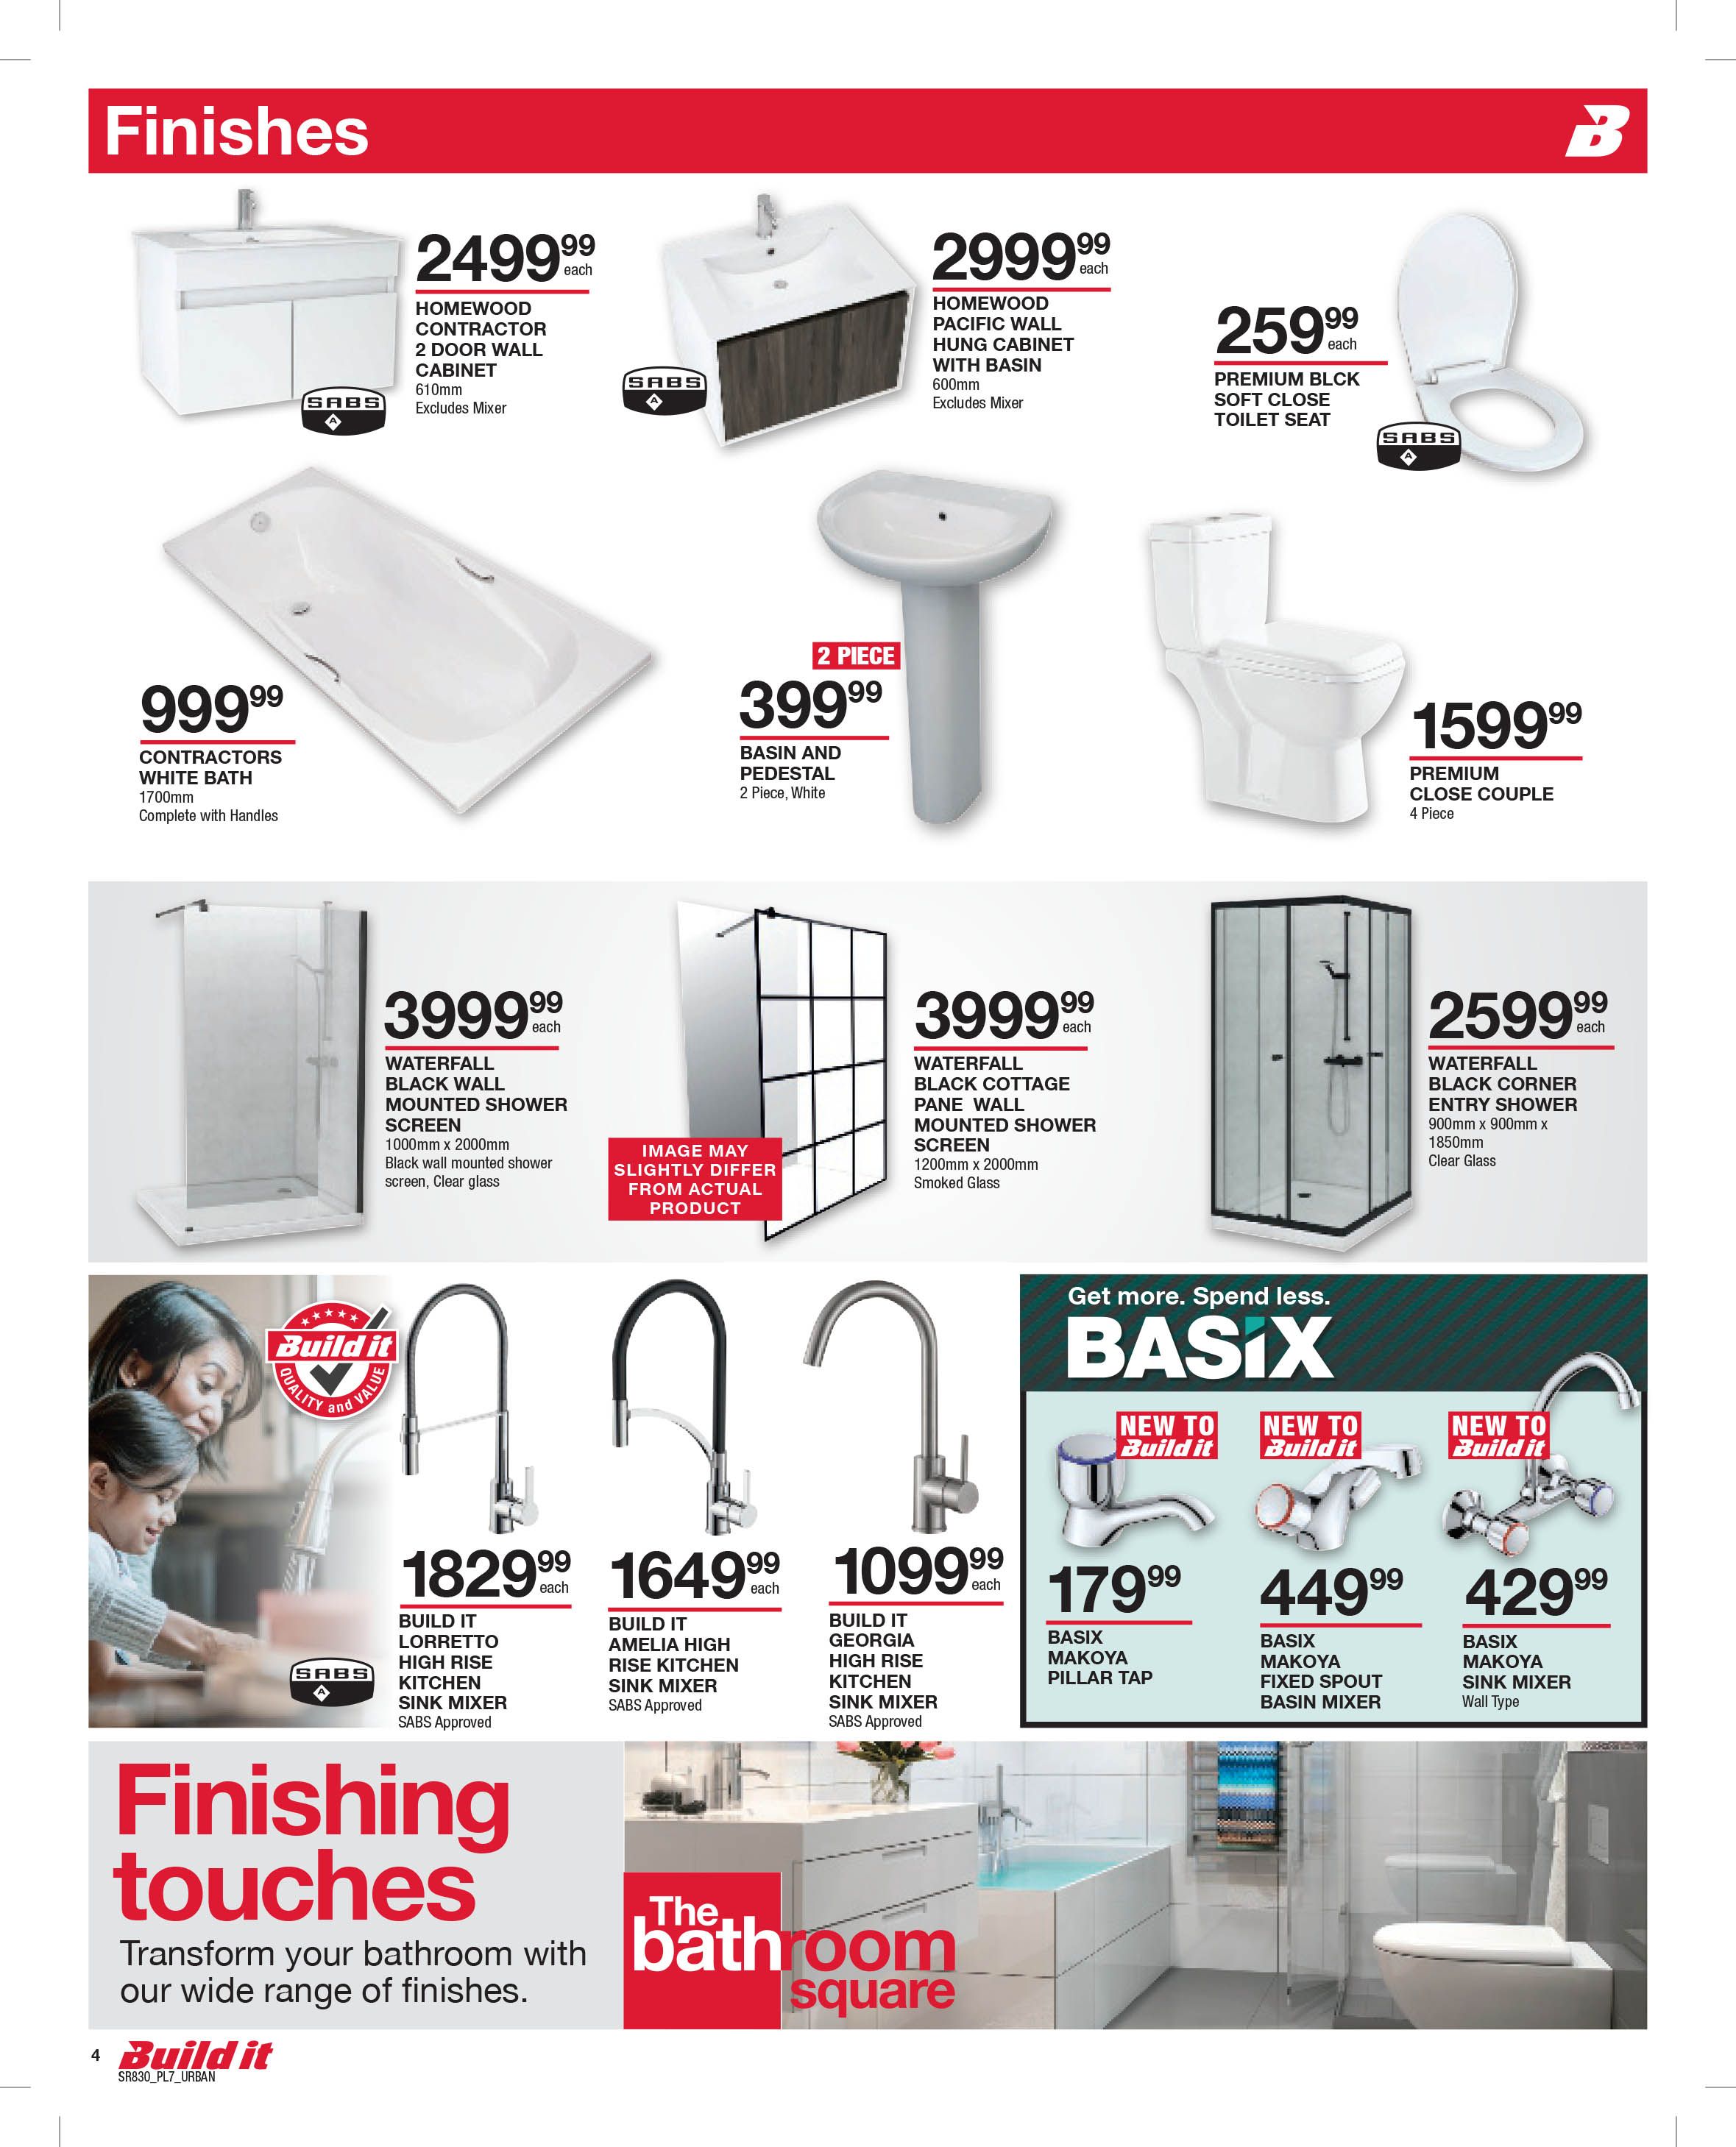 Finishes
B
2499 99
each
HOMEWOOD
CONTRACTOR
2 DOOR WALL
CABINET
610mm
Excludes Mixer
SABS
A
2999 99
each
HOMEWOOD
PACIFIC WALL
HUNG CABINET
WITH BASIN
600mm
Excludes Mixer
SABS
A
259 99
each
PREMIUM BLCK
SOFT CLOSE
TOILET SEAT
SABS
A
999 99
CONTRACTORS
WHITE BATH
1700mm
Complete with Handles
2 PIECE
399 99
BASIN AND
PEDESTAL
2 Piece, White
1599 99
PREMIUM
CLOSE COUPLE
4 Piece
3999 99
each
WATERFALL
BLACK WALL
MOUNTED SHOWER
SCREEN
1000mm x 2000mm
Black wall mounted shower
screen, Clear glass
IMAGE MAY
SLIGHTLY DIFFER
FROM ACTUAL
PRODUCT
3999 99
each
WATERFALL
BLACK COTTAGE
PANE WALL
MOUNTED SHOWER
SCREEN
1200mm x 2000mm
Smoked Glass
2599 99
each
WATERFALL
BLACK CORNER
ENTRY SHOWER
900mm x 900mm x
1850mm
Clear Glass
Build it
QUALITY and VALUE
SABS
A
1829 99
each
BUILD IT
LORRETTO
HIGH RISE
KITCHEN
SINK MIXER
SABS Approved
1649 99
each
BUILD IT
AMELIA HIGH
RISE KITCHEN
SINK MIXER
SABS Approved
1099 99
each
BUILD IT
GEORGIA
HIGH RISE
KITCHEN
SINK MIXER
SABS Approved
Get more. Spend less.
BASiX
NEW TO
Build it
179 99
BASIX
MAKOYA
PILLAR TAP
NEW TO
Build it
449 99
BASIX
MAKOYA
FIXED SPOUT
BASIN MIXER
NEW TO
Build it
429 99
BASIX
MAKOYA
SINK MIXER
Wall Type
Finishing
touches
Transform your bathroom with
our wide range of finishes.
The
bathroom
square
4
Build it
SR830_PL7_URBAN